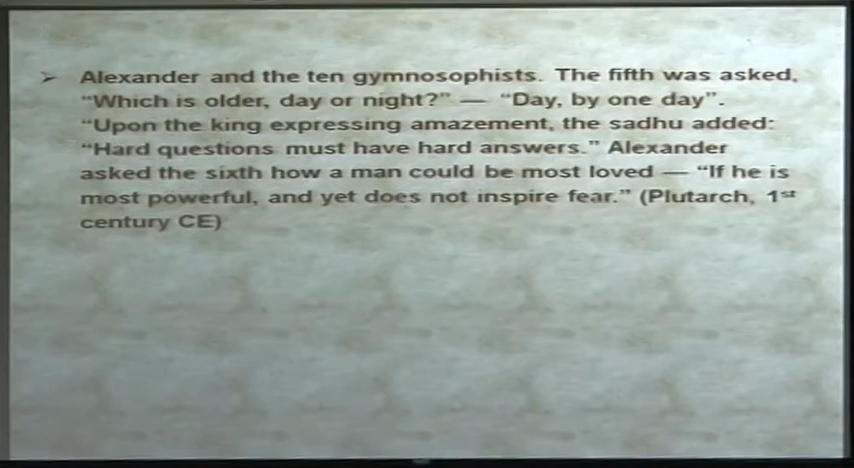 ➢ Alexander and the ten gymnosophists. The fifth was asked,
“Which is older, day or night?” — “Day, by one day”.
“Upon the king expressing amazement, the sadhu added:
“Hard questions must have hard answers.” Alexander
asked the sixth how a man could be most loved — “If he is
most powerful, and yet does not inspire fear.” (Plutarch, 1st
century CE)